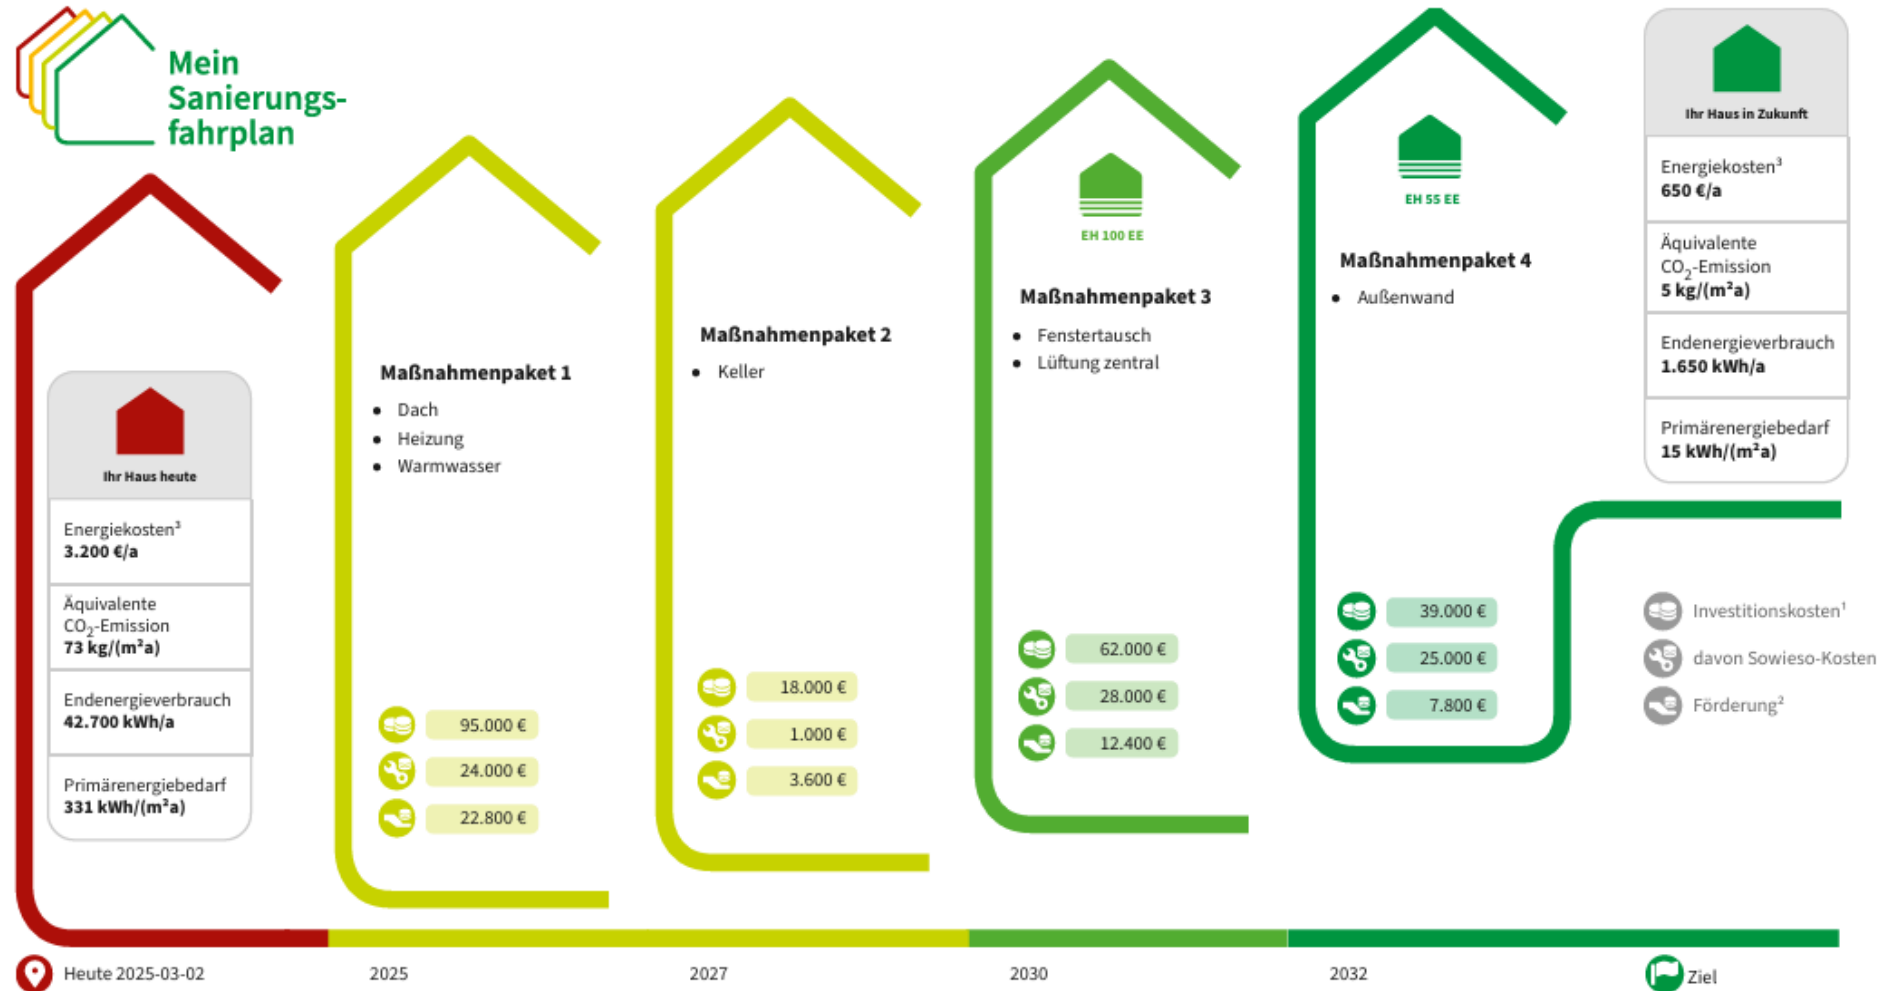 Mein
Sanierungs-
fahrplan
Ihr Haus heute
Energiekosten³
3.200 €/a
Äquivalente
CO₂-Emission
73 kg/(m²a)
Endenergieverbrauch
42.700 kWh/a
Primärenergiebedarf
331 kWh/(m²a)
Maßnahmenpaket 1
• Dach
• Heizung
• Warmwasser
95.000 €
24.000 €
22.800 €
Maßnahmenpaket 2
• Keller
18.000 €
1.000 €
3.600 €
EH 100 EE
Maßnahmenpaket 3
• Fenstertausch
• Lüftung zentral
62.000 €
28.000 €
12.400 €
EH 55 EE
Maßnahmenpaket 4
• Außenwand
39.000 €
25.000 €
7.800 €
Ihr Haus in Zukunft
Energiekosten³
650 €/a
Äquivalente
CO₂-Emission
5 kg/(m²a)
Endenergieverbrauch
1.650 kWh/a
Primärenergiebedarf
15 kWh/(m²a)
Investitionskosten¹
davon Sowieso-Kosten
Förderung²
Heute 2025-03-02
2025
2027
2030
2032
Ziel